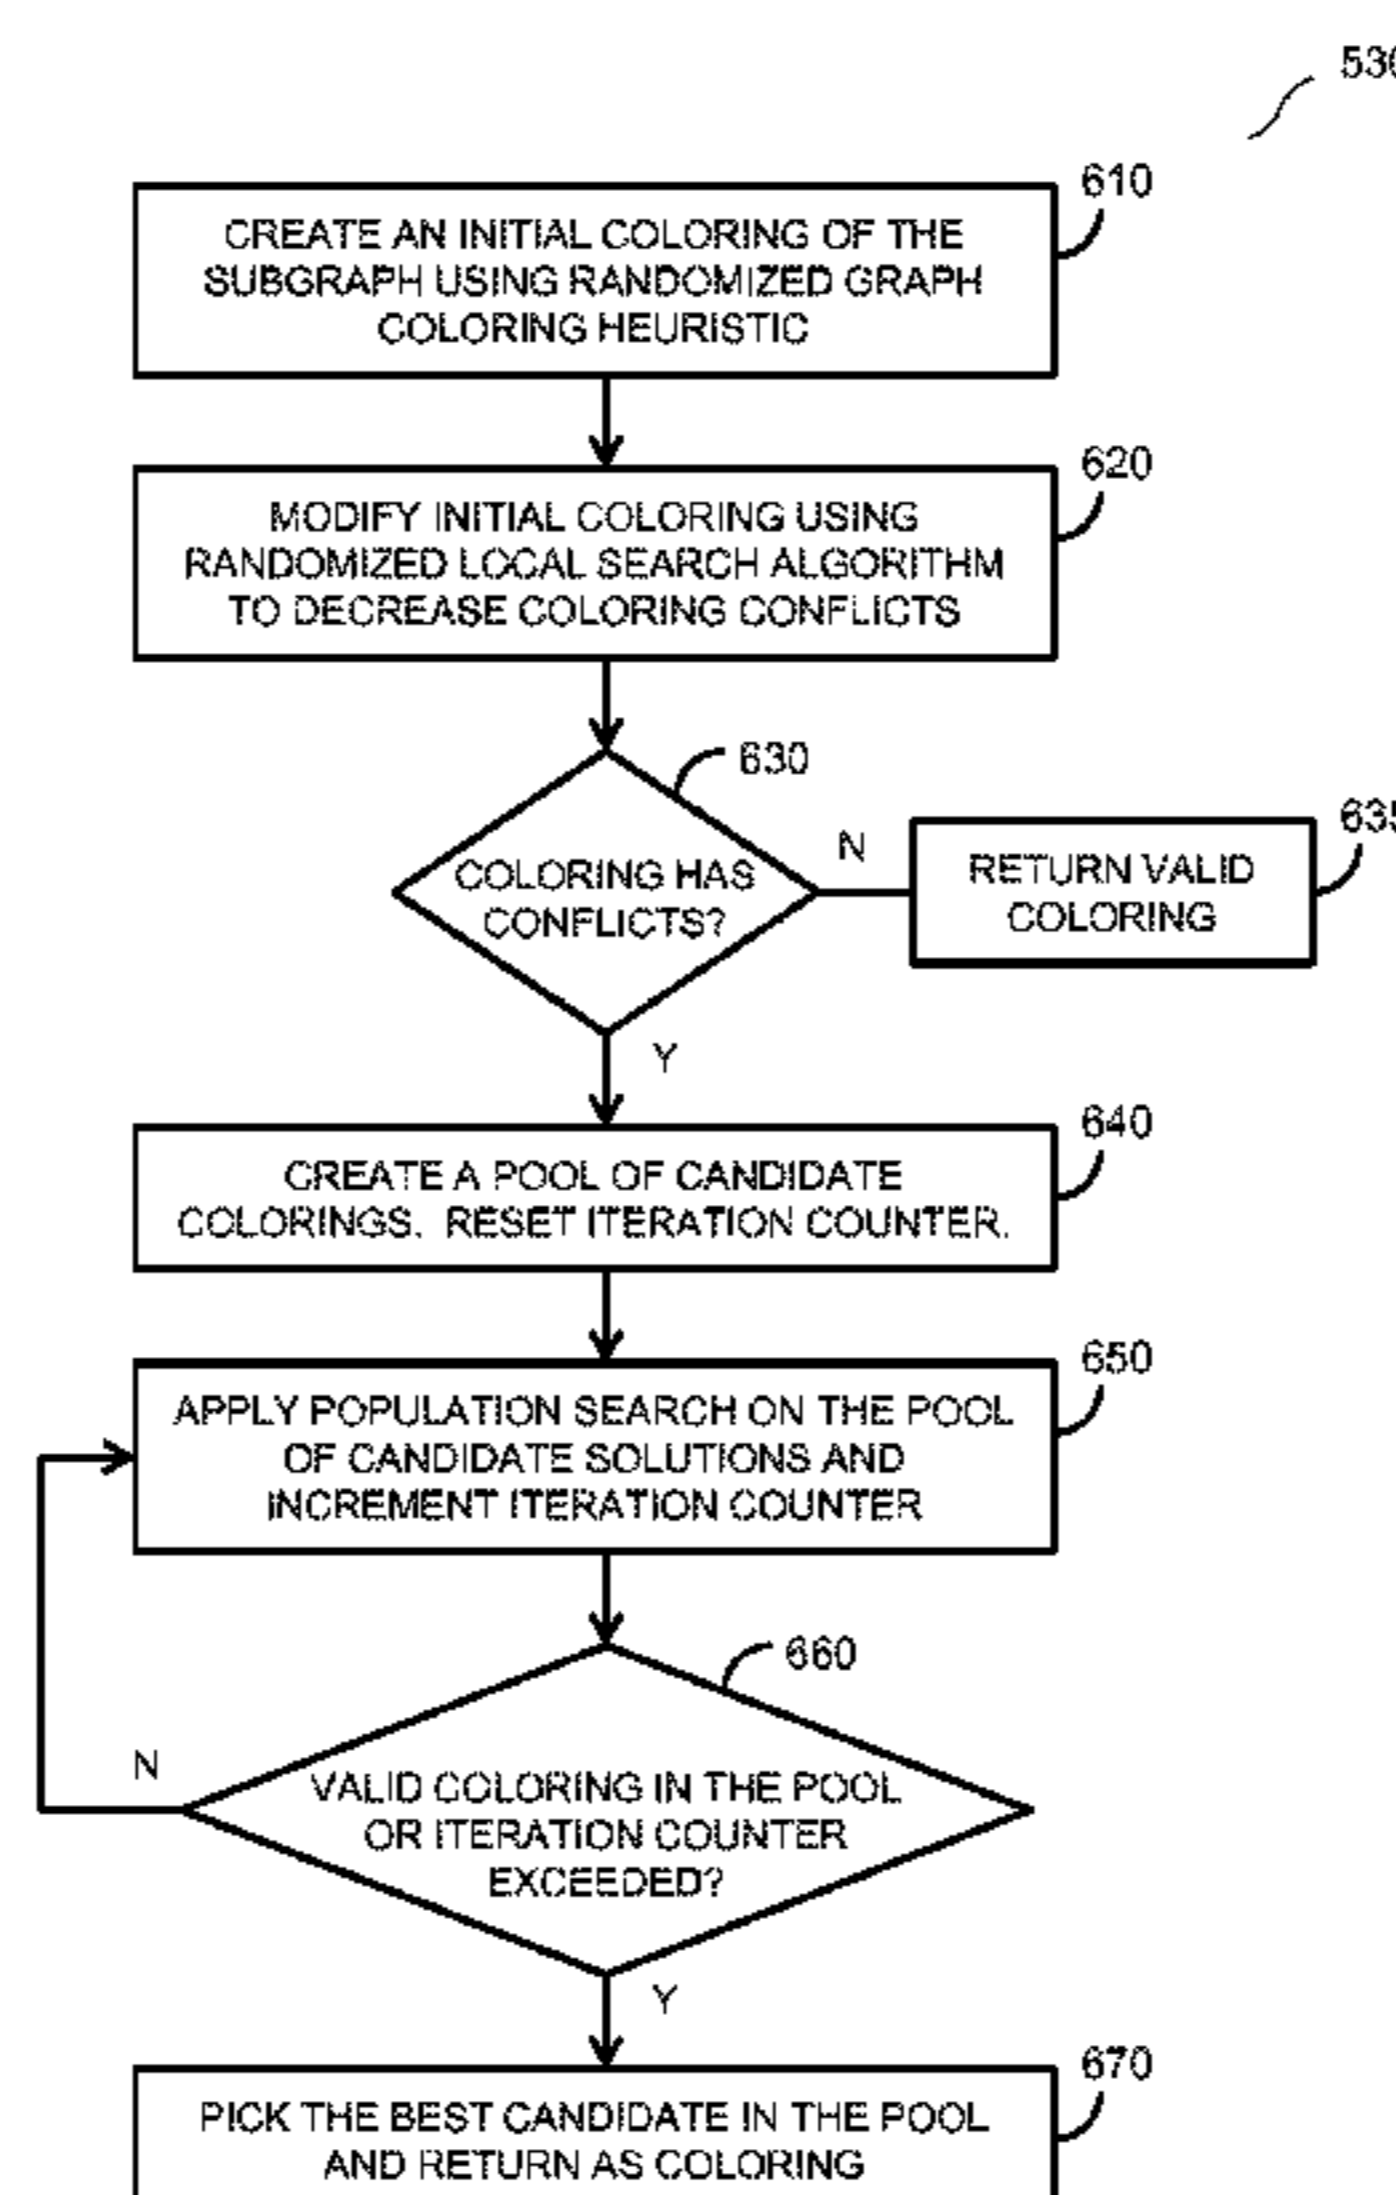 610
CREATE AN INITIAL COLORING OF THE
SUBGRAPH USING RANDOMIZED GRAPH
COLORING HEURISTIC
620
MODIFY INITIAL COLORING USING
RANDOMIZED LOCAL SEARCH ALGORITHM
TO DECREASE COLORING CONFLICTS
630
COLORING HAS
CONFLICTS?
N
RETURN VALID
COLORING
Y
640
CREATE A POOL OF CANDIDATE
COLORINGS. RESET ITERATION COUNTER.
650
APPLY POPULATION SEARCH ON THE POOL
OF CANDIDATE SOLUTIONS AND
INCREMENT ITERATION COUNTER
660
N
VALID COLORING IN THE POOL
OR ITERATION COUNTER
EXCEEDED?
Y
670
PICK THE BEST CANDIDATE IN THE POOL
AND RETURN AS COLORING